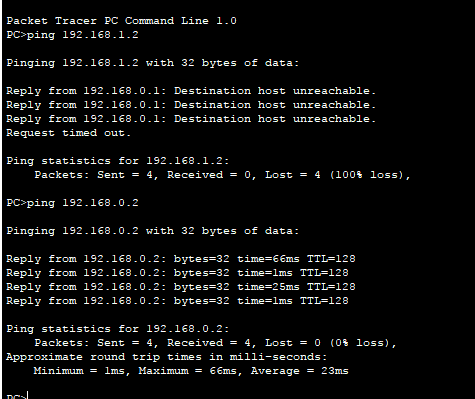 Packet Tracer PC Command Line 1.0
PC>ping 192.168.1.2
Pinging 192.168.1.2 with 32 bytes of data:
Reply from 192.168.0.1: Destination host unreachable.
Reply from 192.168.0.1: Destination host unreachable.
Reply from 192.168.0.1: Destination host unreachable.
Request timed out.
Ping statistics for 192.168.1.2:
    Packets: Sent = 4, Received = 0, Lost = 4 (100% loss),
PC>ping 192.168.0.2
Pinging 192.168.0.2 with 32 bytes of data:
Reply from 192.168.0.2: bytes=32 time=66ms TTL=128
Reply from 192.168.0.2: bytes=32 time=1ms TTL=128
Reply from 192.168.0.2: bytes=32 time=25ms TTL=128
Reply from 192.168.0.2: bytes=32 time=1ms TTL=128
Ping statistics for 192.168.0.2:
    Packets: Sent = 4, Received = 4, Lost = 0 (0% loss),
Approximate round trip times in milli-seconds:
    Minimum = 1ms, Maximum = 66ms, Average = 23ms
PC>